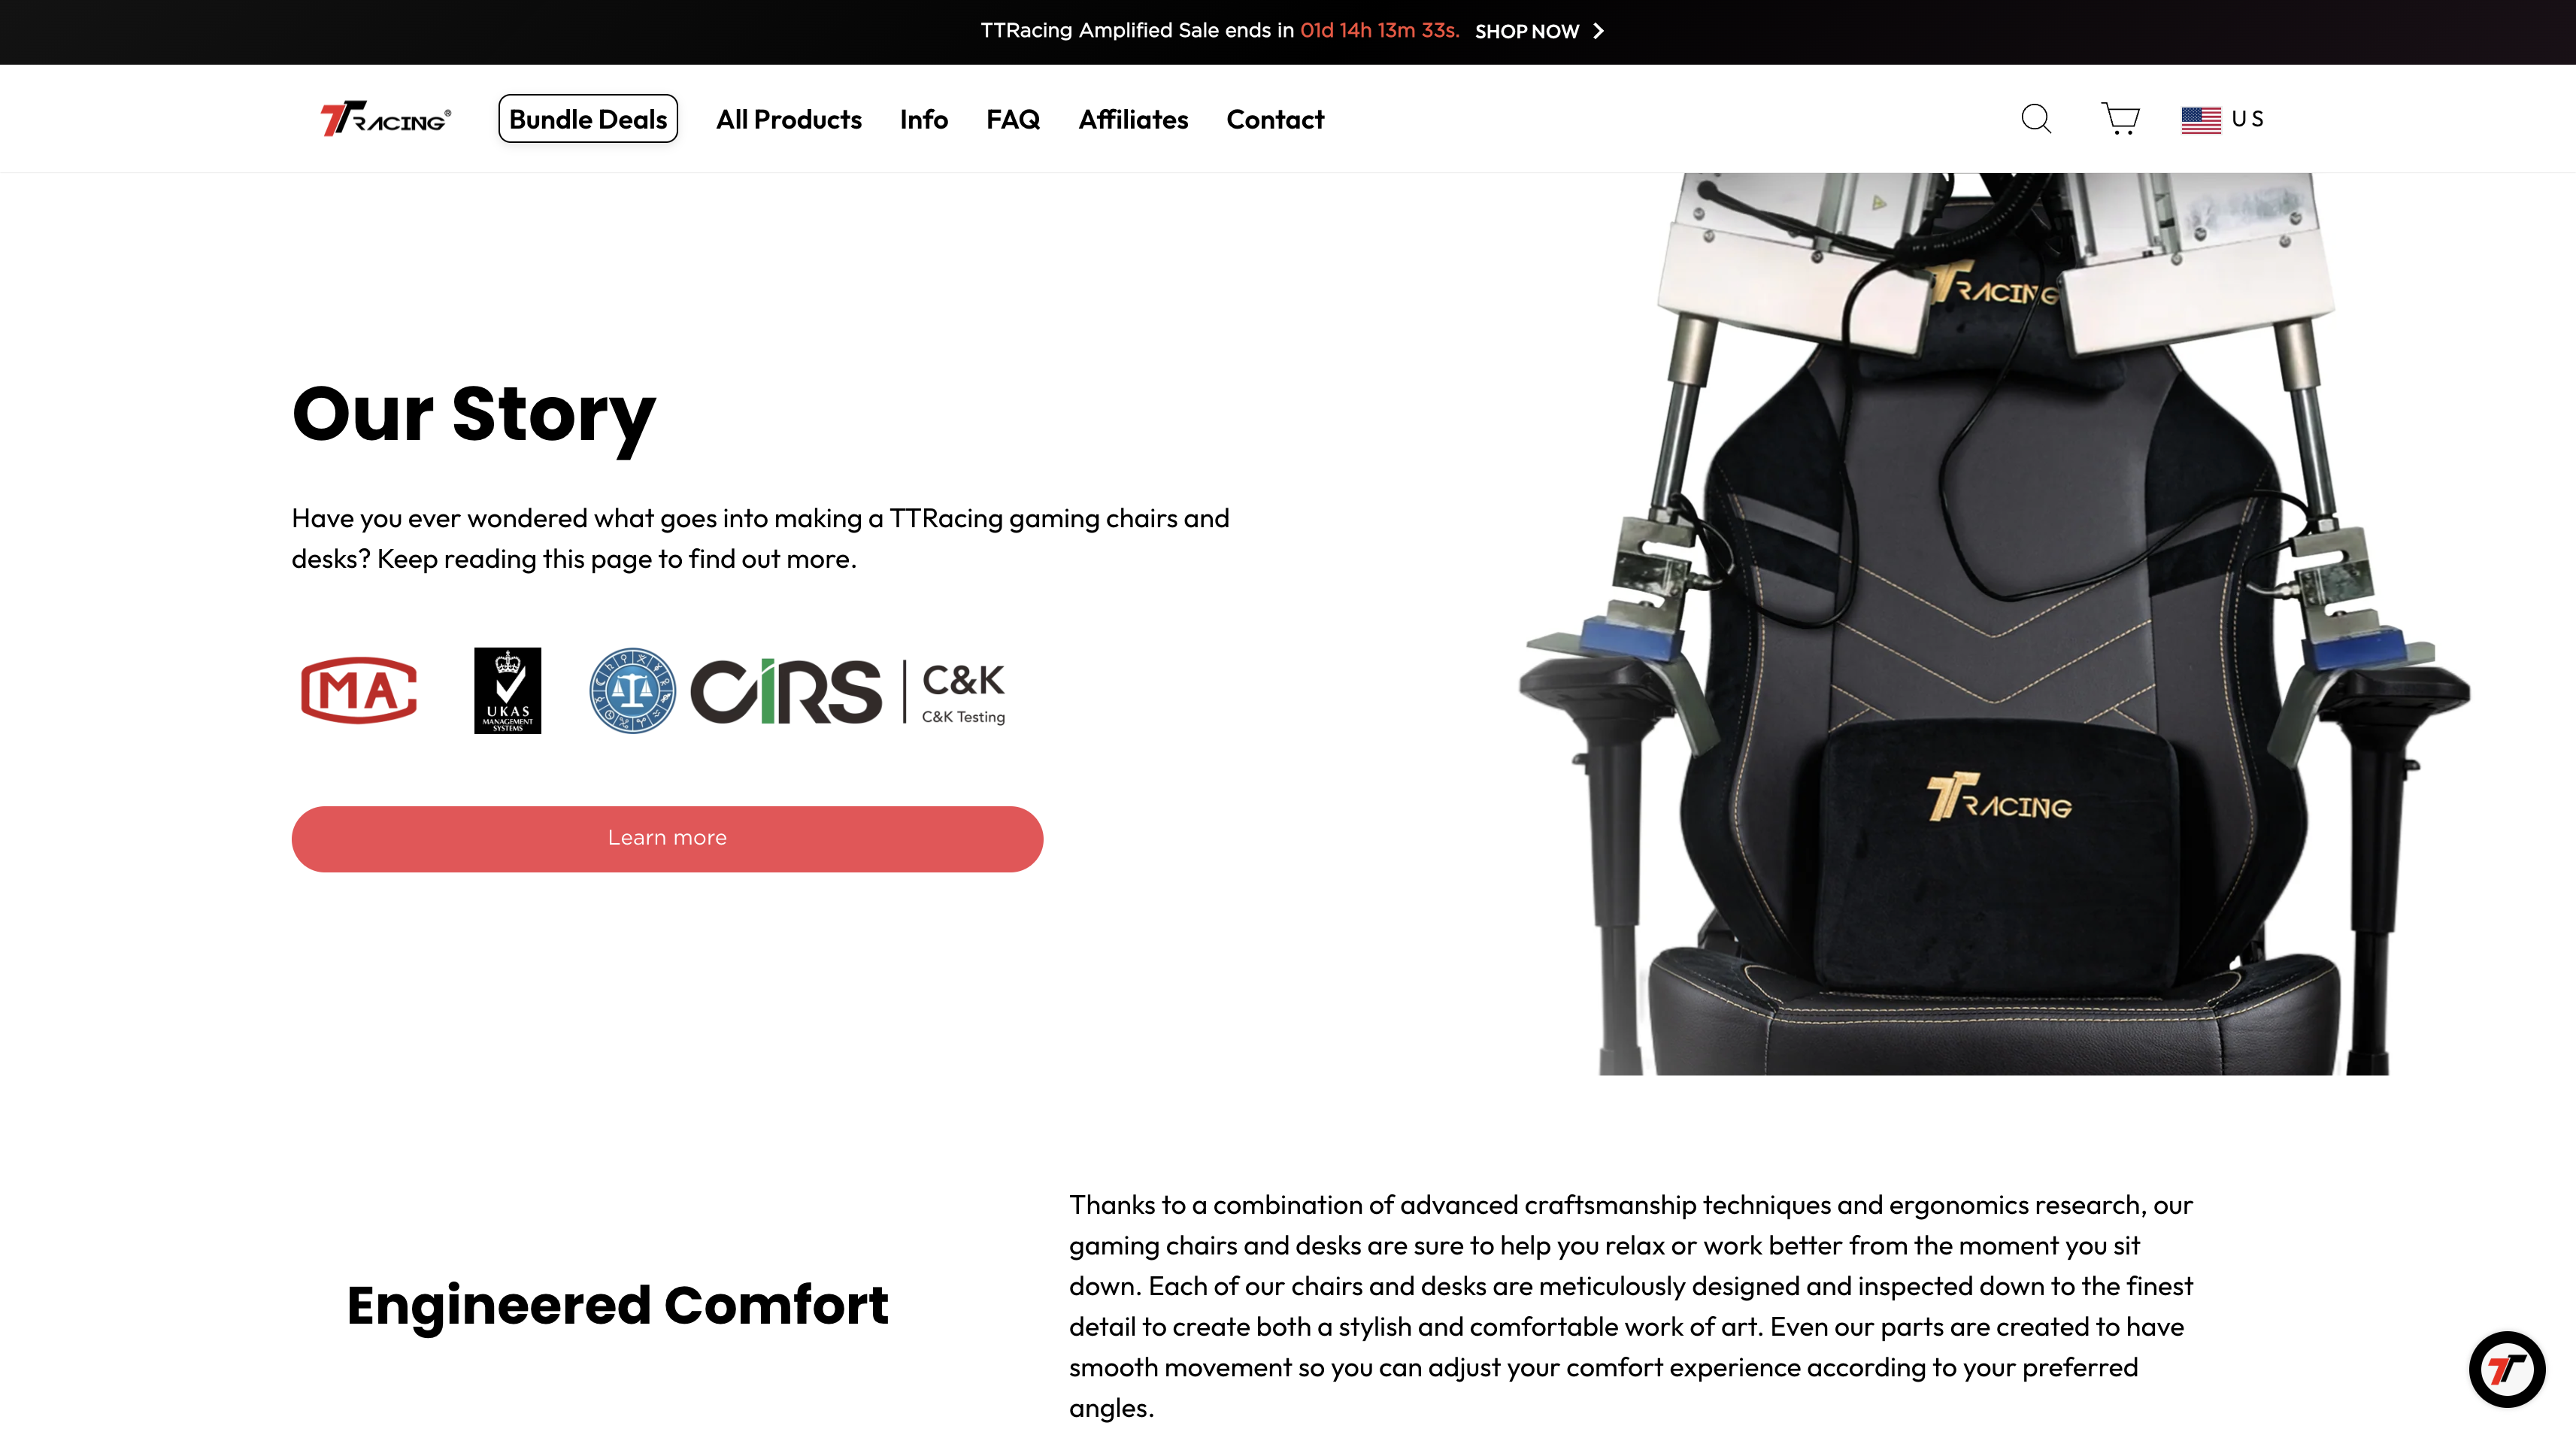 TTRacing Amplified Sale ends in 01d 14h 13m 33s. SHOP NOW
TTRACING®
Bundle Deals
All Products
Info
FAQ
Affiliates
Contact
US
Our Story
Have you ever wondered what goes into making a TTRacing gaming chairs and
desks? Keep reading this page to find out more.
MA
UKAS
MANAGEMENT
SYSTEMS
CIRS
C&K
C&K Testing
Learn more
TTRACING
TTRACING
Engineered Comfort
Thanks to a combination of advanced craftsmanship techniques and ergonomics research, our
gaming chairs and desks are sure to help you relax or work better from the moment you sit
down. Each of our chairs and desks are meticulously designed and inspected down to the finest
detail to create both a stylish and comfortable work of art. Even our parts are created to have
smooth movement so you can adjust your comfort experience according to your preferred
angles.
TT